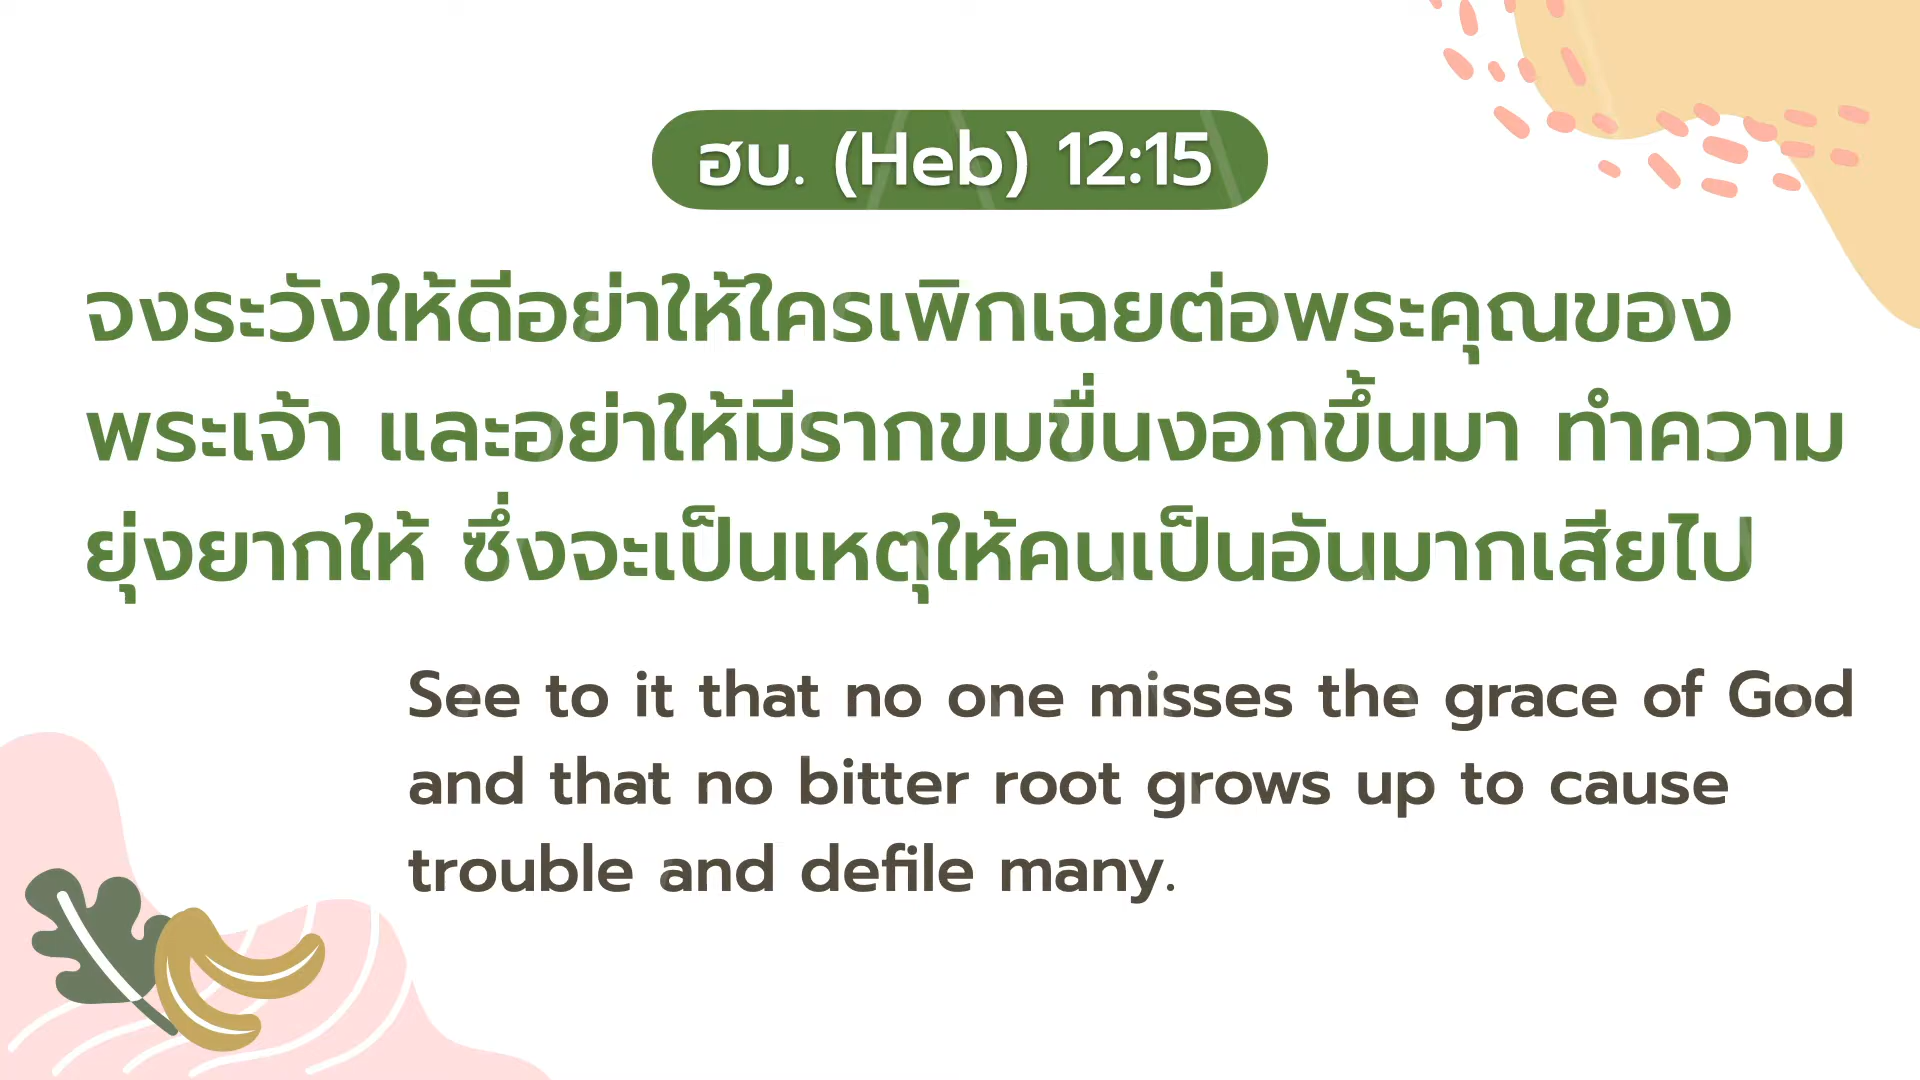 ฮบ. (Heb) 12:15
จงระวังให้ดีอย่าให้ใครเพิกเฉยต่อพระคุณของ
พระเจ้า และอย่าให้มีรากขมขื่นงอกขึ้นมา ทำความ
ยุ่งยากให้ ซึ่งจะเป็นเหตุให้คนเป็นอันมากเสียไป
See to it that no one misses the grace of God
and that no bitter root grows up to cause
trouble and defile many.